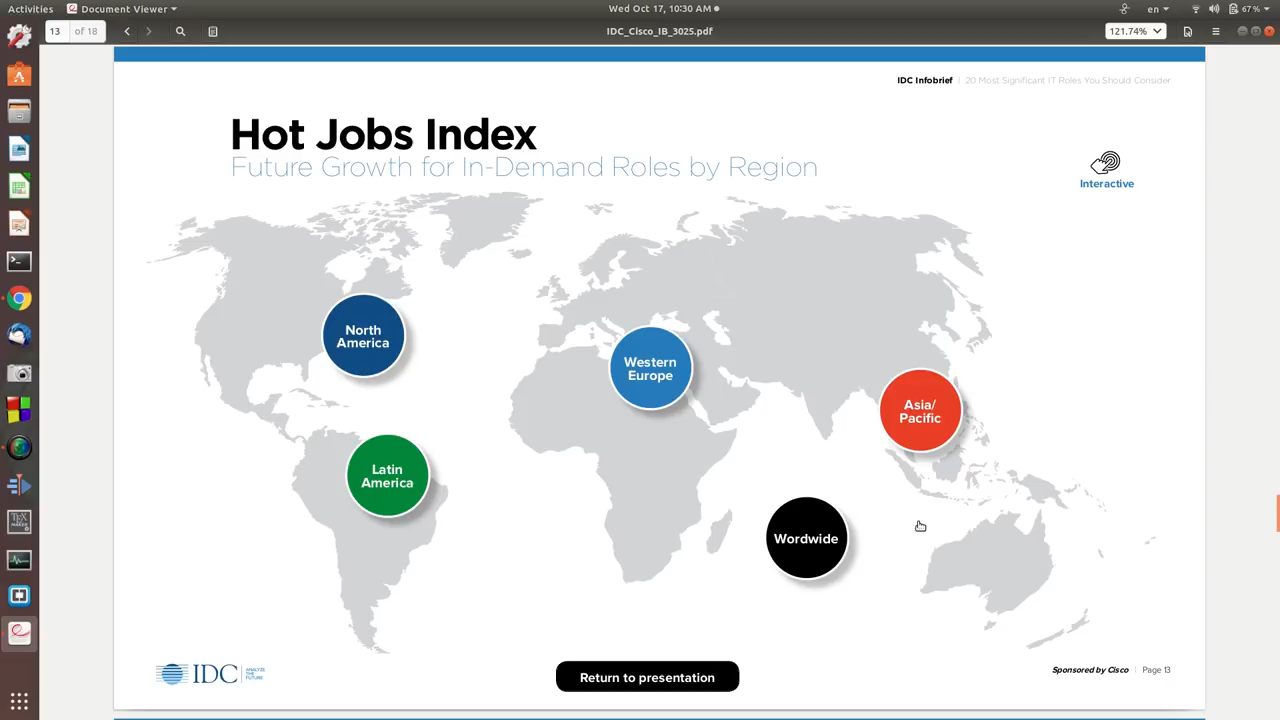 Activities Document Viewer Wed Oct 17, 10:30 AM en 67%
13 of 18 IDC_Cisco_IB_3025.pdf 121.74%
IDC Infobrief | 20 Most Significant IT Roles You Should Consider
Hot Jobs Index
Future Growth for In-Demand Roles by Region
Interactive
North
America
Western
Europe
Asia/
Pacific
Latin
America
Wordwide
IDC
ANALYZE
THE
FUTURE
Return to presentation
Sponsored by Cisco | Page 13